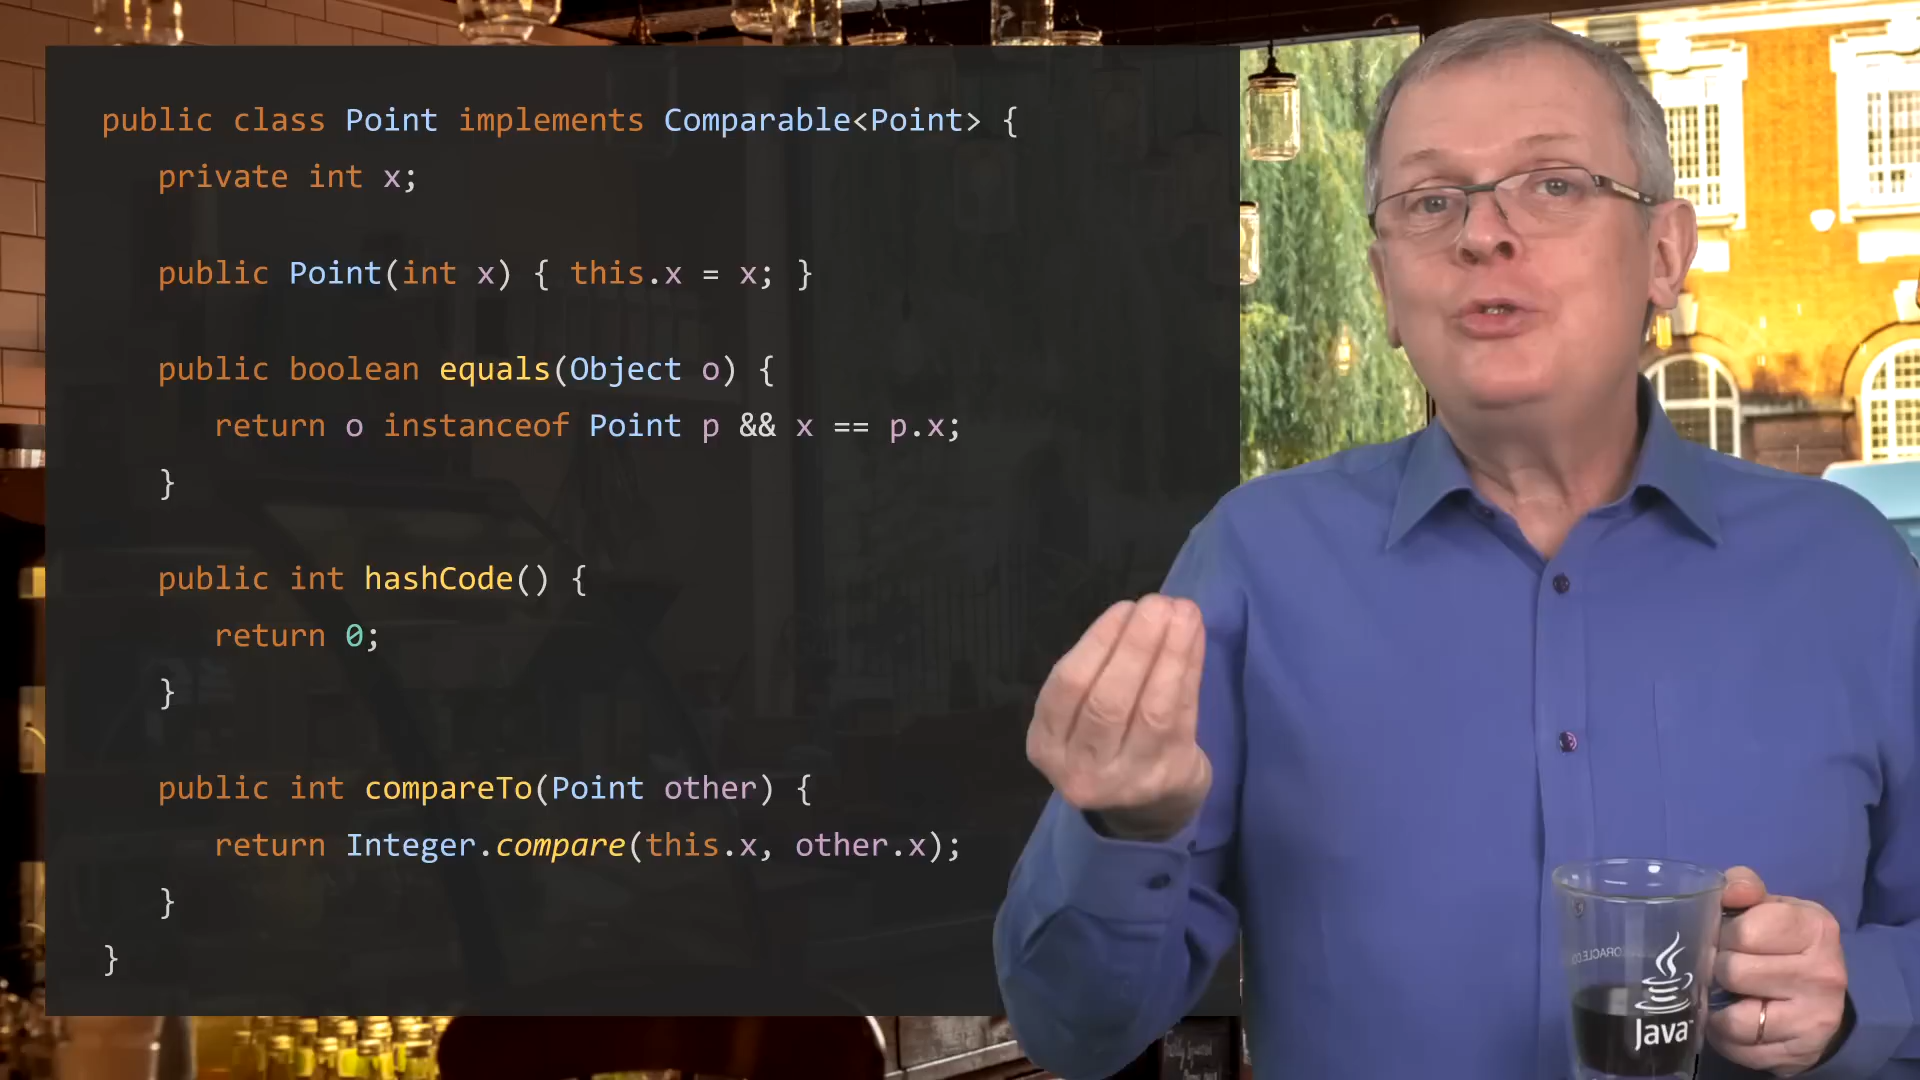 public class Point implements Comparable<Point> {
private int x;
public Point(int x) { this.x = x; }
public boolean equals(Object o) {
return o instanceof Point p && x == p.x;
}
public int hashCode() {
return 0;
}
public int compareTo(Point other) {
return Integer.compare(this.x, other.x);
}
}
ORACLE
Java